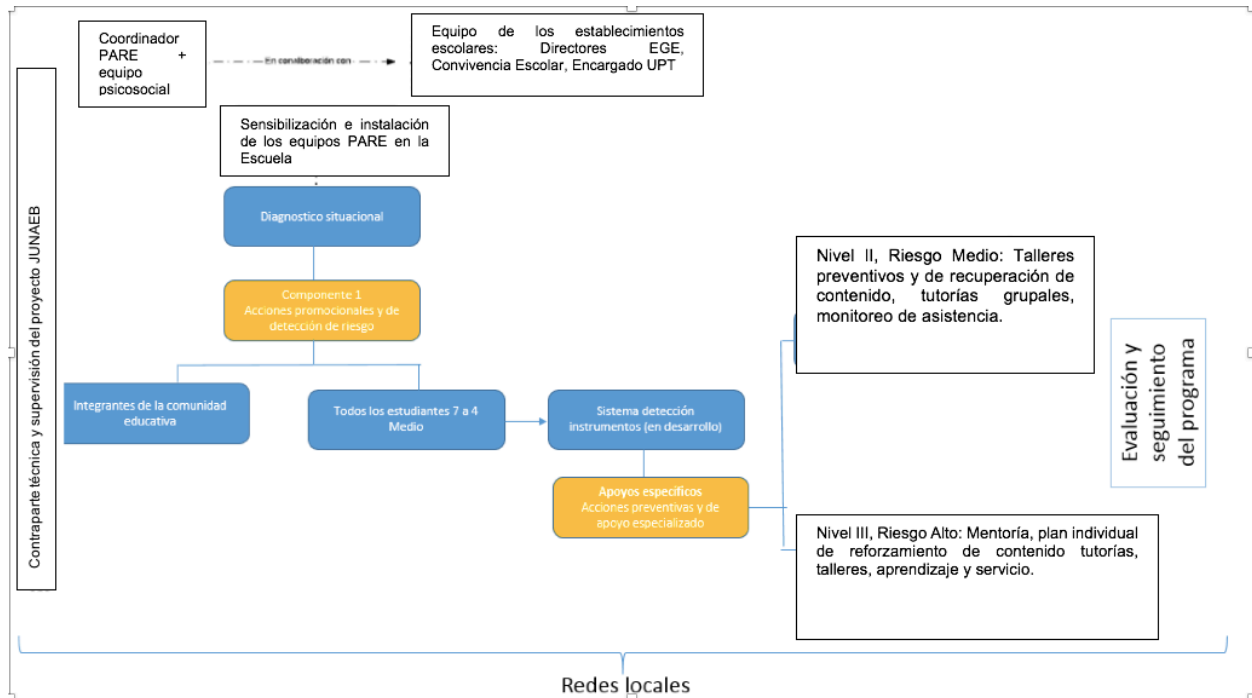 Coordinador
PARE +
equipo
psicosocial
En consideración con
Equipo de los establecimientos
escolares: Directores EGE,
Convivencia Escolar, Encargado UPT
Contraparte técnica y supervisión del proyecto JUNAEB
Sensibilización e instalación
de los equipos PARE en la
Escuela
Diagnostico situacional
Componente 1
Acciones promocionales y de
detección de riesgo
Integrantes de la comunidad
educativa
Todos los estudiantes 7 a 4
Medio
Sistema detección
instrumentos (en desarrollo)
Apoyos específicos
Acciones preventivas y de
apoyo especializado
Nivel II, Riesgo Medio: Talleres
preventivos y de recuperación de
contenido, tutorías grupales,
monitoreo de asistencia.
Nivel III, Riesgo Alto: Mentoría, plan individual
de reforzamiento de contenido tutorías,
talleres, aprendizaje y servicio.
Evaluación y
seguimiento
del programa
Redes locales